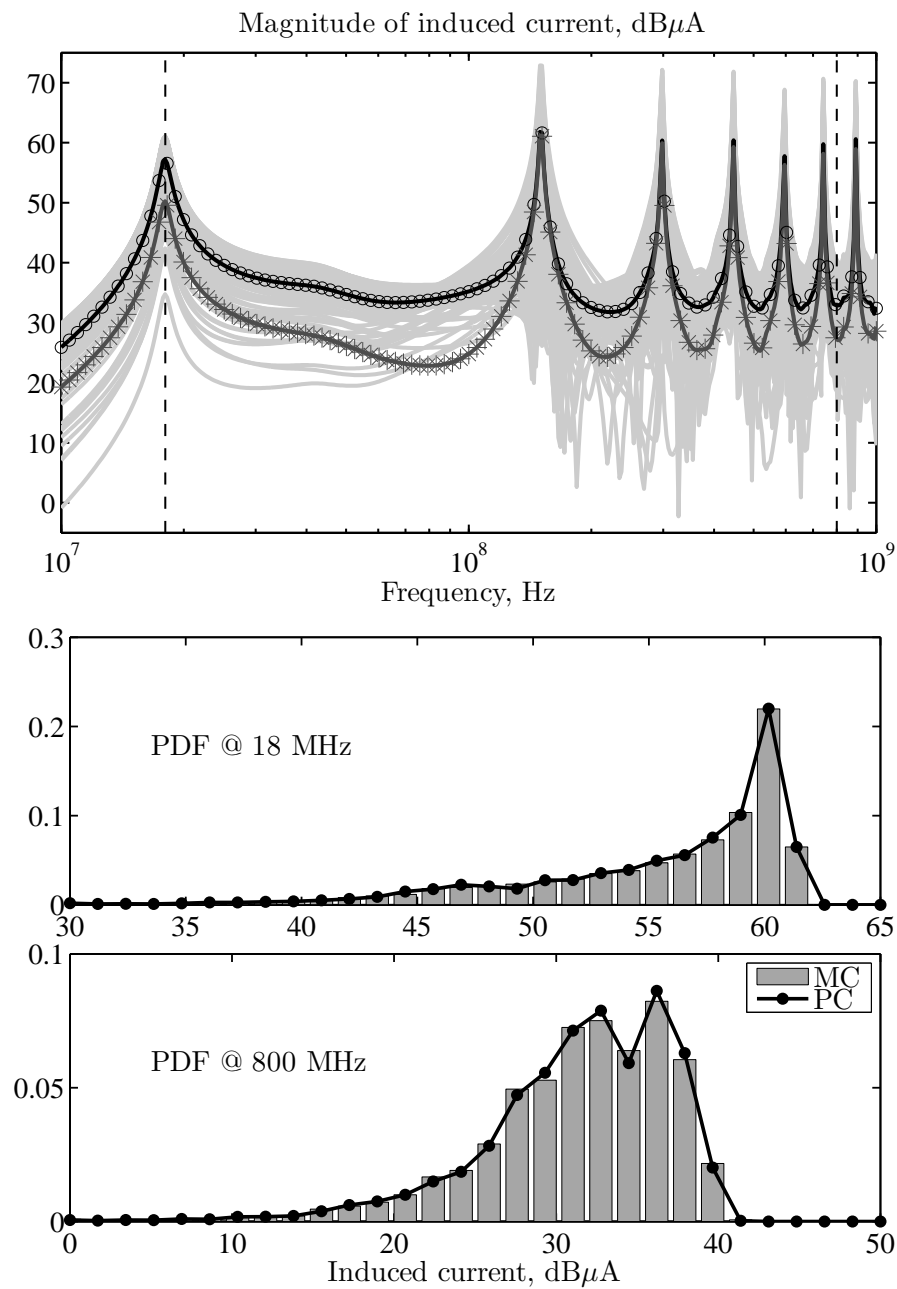 Magnitude of induced current, dBμA
70
60
50
40
30
20
10
0
10^7 10^8 10^9
Frequency, Hz
0.3
0.2
0.1
0
PDF @ 18 MHz
30 35 40 45 50 55 60 65
0.1
0.05
0
MC
PC
PDF @ 800 MHz
0 10 20 30 40 50
Induced current, dBμA